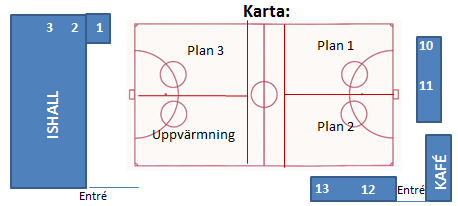 Karta:
3 2 1
Plan 3
Plan 1
10
11
ISHALL
Uppvärmning
Plan 2
KAFÉ
13 12
Entré
Entré